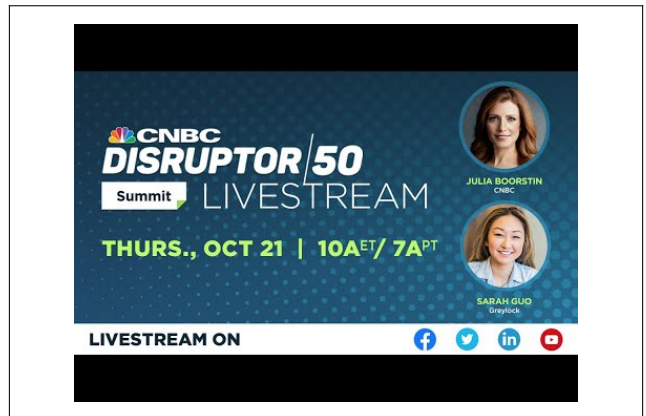 CNBC
DISRUPTOR/50
Summit LIVESTREAM
THURS., OCT 21 | 10AET/ 7APT
JULIA BOORSTIN
CNBC
SARAH GUO
Greylock
LIVESTREAM ON